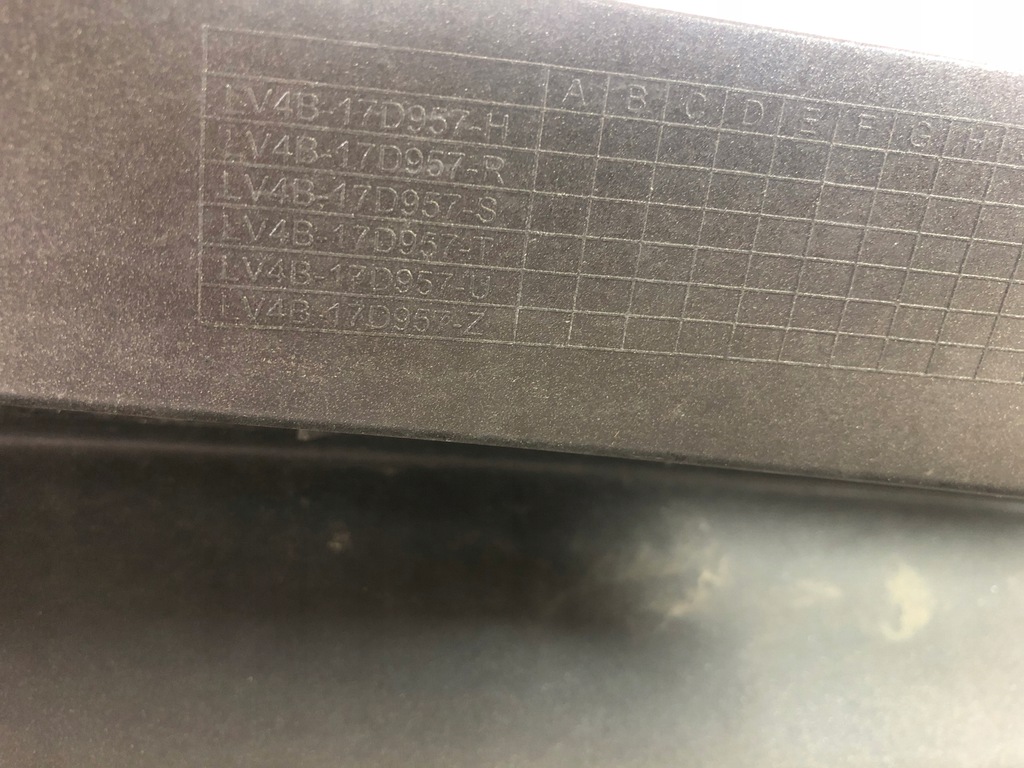 A B C D E F G H
LV4B-17D957-H
LV4B-17D957-R
LV4B-17D957-S
LV4B-17D957-T
LV4B-17D957-U
LV4B-17D957-Z